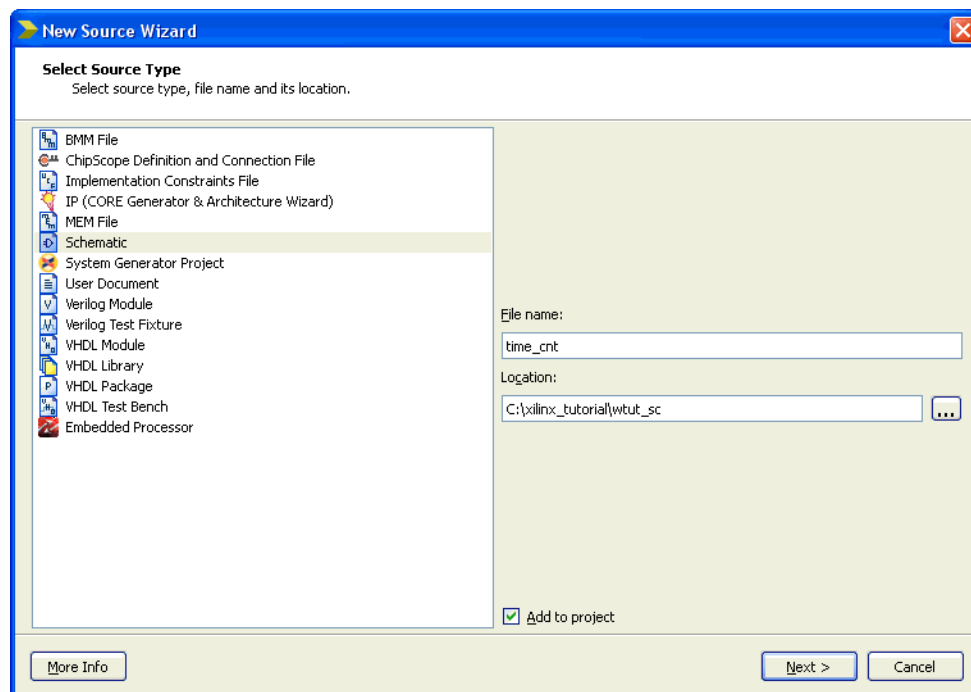 New Source Wizard
Select Source Type
Select source type, file name and its location.
BMM File
ChipScope Definition and Connection File
Implementation Constraints File
IP (CORE Generator & Architecture Wizard)
MEM File
Schematic
System Generator Project
User Document
Verilog Module
Verilog Test Fixture
VHDL Module
VHDL Library
VHDL Package
VHDL Test Bench
Embedded Processor
File name:
time_cnt
Location:
C:\xilinx_tutorial\wtut_sc
...
Add to project
More Info
Next >
Cancel